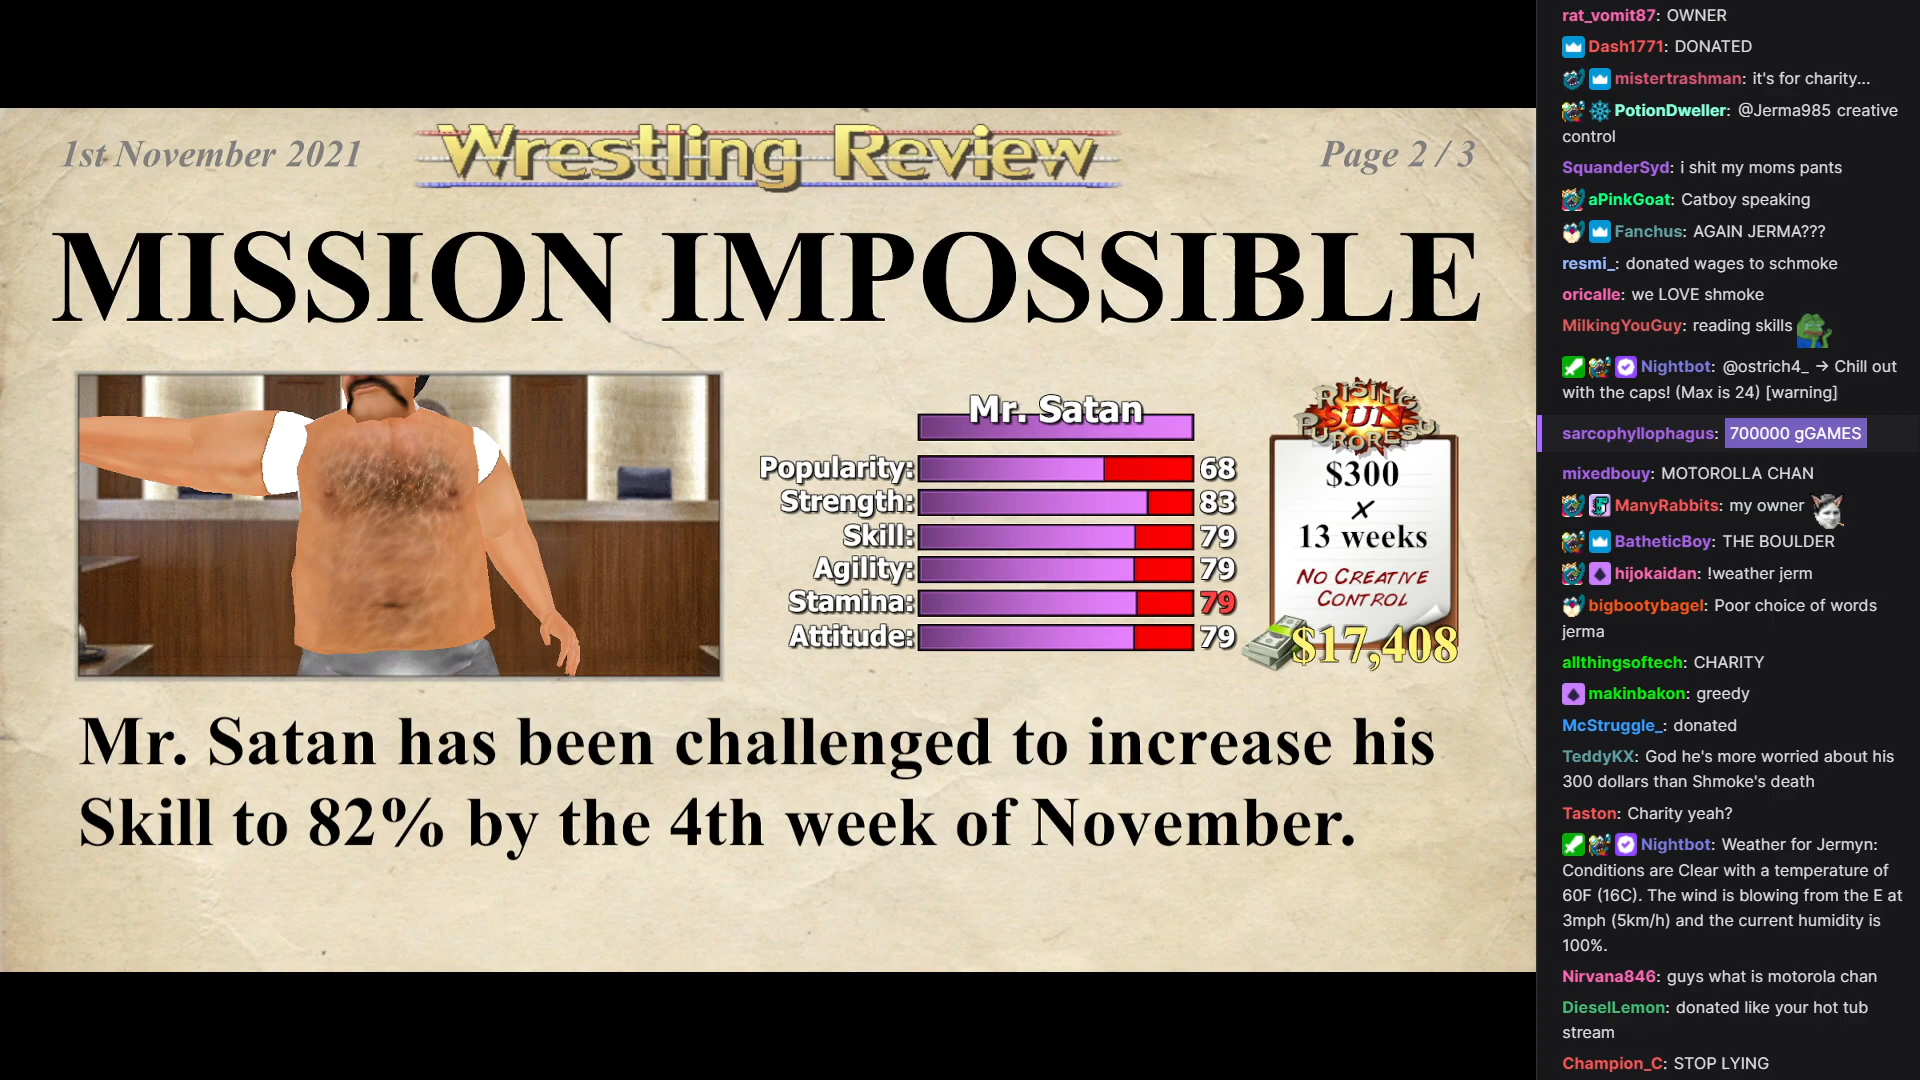 1st November 2021
Wrestling Review
Page 2 / 3
MISSION IMPOSSIBLE
Mr. Satan
Popularity: 68
Strength: 83
Skill: 79
Agility: 79
Stamina: 79
Attitude: 79
RISING
SUN
PURORESU
$300
x
13 weeks
NO CREATIVE
CONTROL
$17,408
Mr. Satan has been challenged to increase his
Skill to 82% by the 4th week of November.
rat_vomit87: OWNER
Dash1771: DONATED
mistertrashman: it's for charity...
PotionDweller: @Jerma985 creative
control
SquanderSyd: i shit my moms pants
aPinkGoat: Catboy speaking
Fanchus: AGAIN JERMA???
resmi_: donated wages to schmoke
oricalle: we LOVE shmoke
MilkingYouGuy: reading skills
Nightbot: @ostrich4_ → Chill out
with the caps! (Max is 24) [warning]
sarcophyllophagus: 700000 gGAMES
mixedbouy: MOTOROLLA CHAN
ManyRabbits: my owner
BatheticBoy: THE BOULDER
hijokaidan: !weather jerm
bigbootybagel: Poor choice of words
jerma
allthingsoftech: CHARITY
makinbakon: greedy
McStruggle_: donated
TeddyKX: God he's more worried about his
300 dollars than Shmoke's death
Taston: Charity yeah?
Nightbot: Weather for Jermyn:
Conditions are Clear with a temperature of
60F (16C). The wind is blowing from the E at
3mph (5km/h) and the current humidity is
100%.
Nirvana846: guys what is motorola chan
DieselLemon: donated like your hot tub
stream
Champion_C: STOP LYING